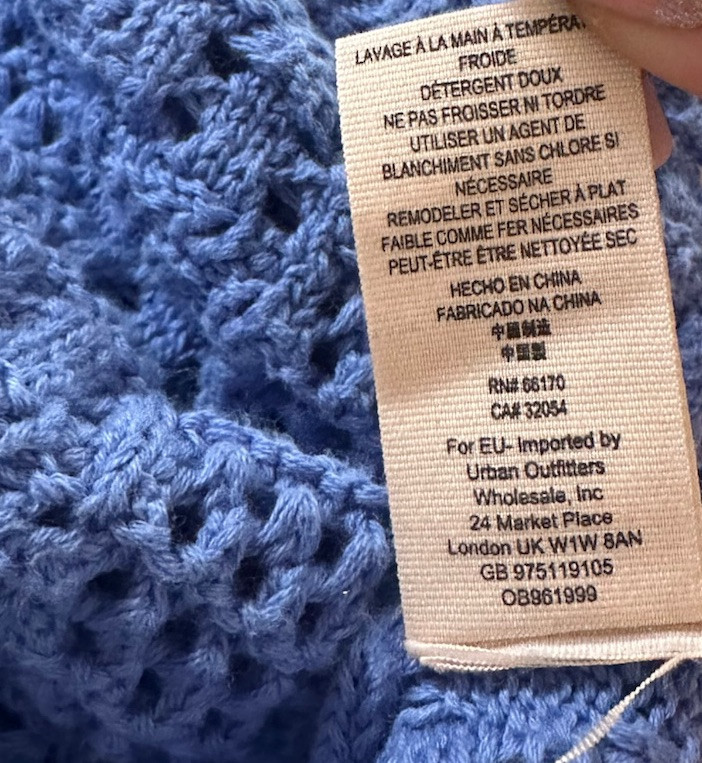 LAVAGE À LA MAIN À
FROIDE
DÉTERGENT DOUX
NE PAS FROISSER NI TORDRE
UTILISER UN AGENT DE
BLANCHIMENT SANS CHLORE SI
NÉCESSAIRE
REMODELER ET SÉCHER À PLAT
FAIBLE COMME FER NÉCESSAIRES
PEUT-ÊTRE ÊTRE NETTOYÉE SEC
HECHO EN CHINA
FABRICADO NA CHINA
中國制造
中国製
RN# 66170
CA# 32054
For EU- Imported by
Urban Outfitters
Wholesale, Inc
24 Market Place
London UK W1W 8AN
GB 975119105
OB961999